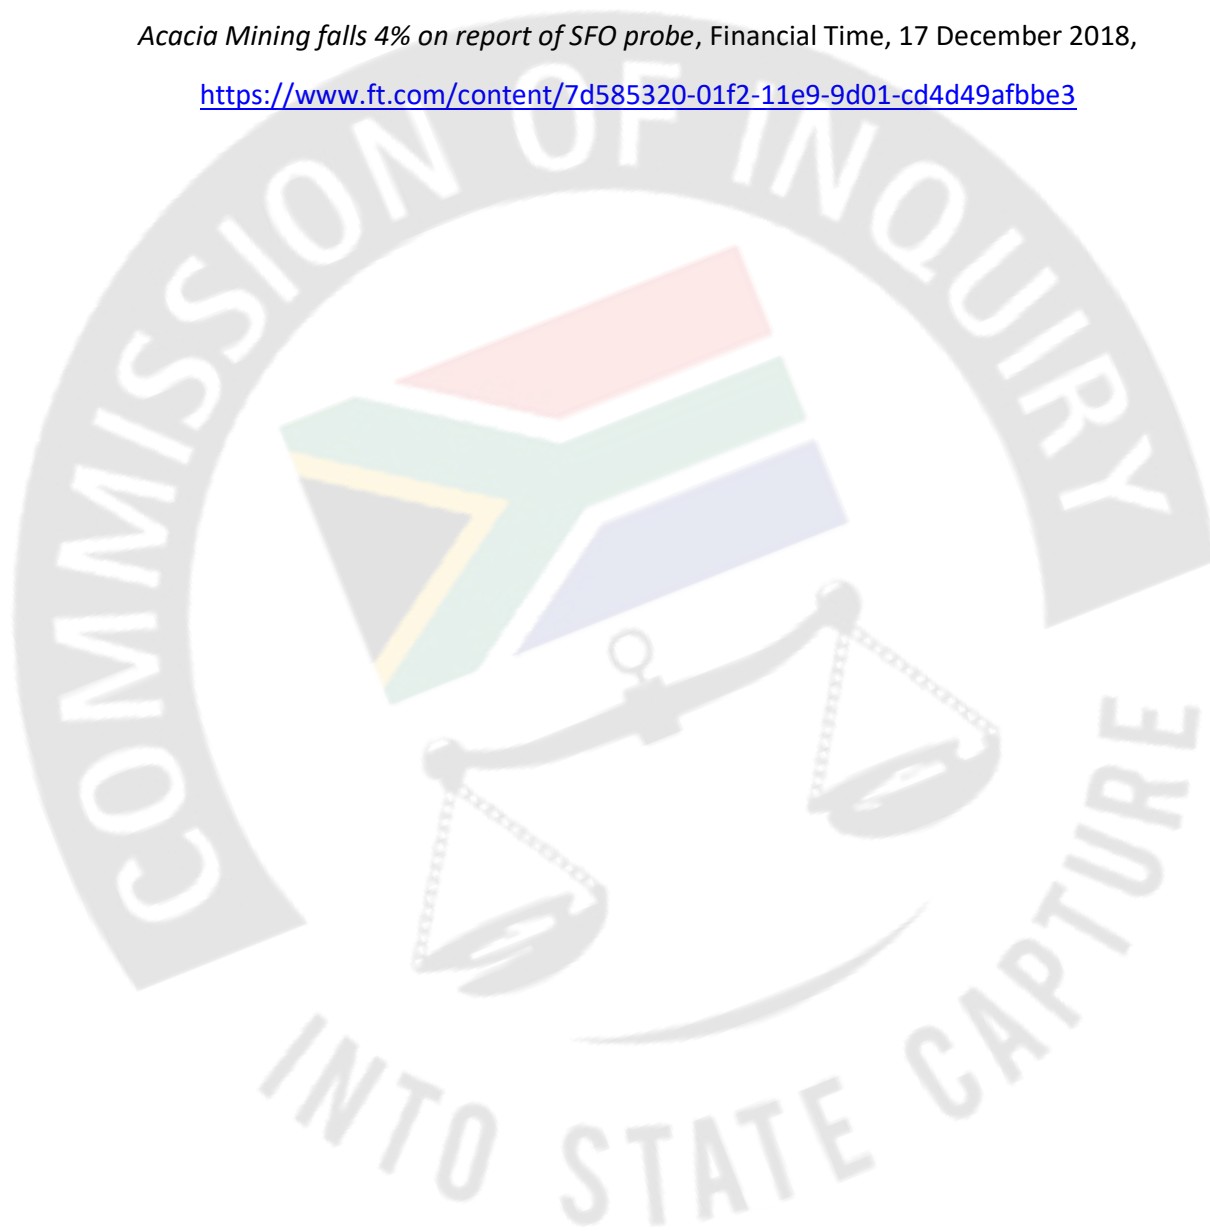 Acacia Mining falls 4% on report of SFO probe, Financial Time, 17 December 2018,
https://www.ft.com/content/7d585320-01f2-11e9-9d01-cd4d49afbbe3
COMMISSION OF INQUIRY
INTO STATE CAPTURE